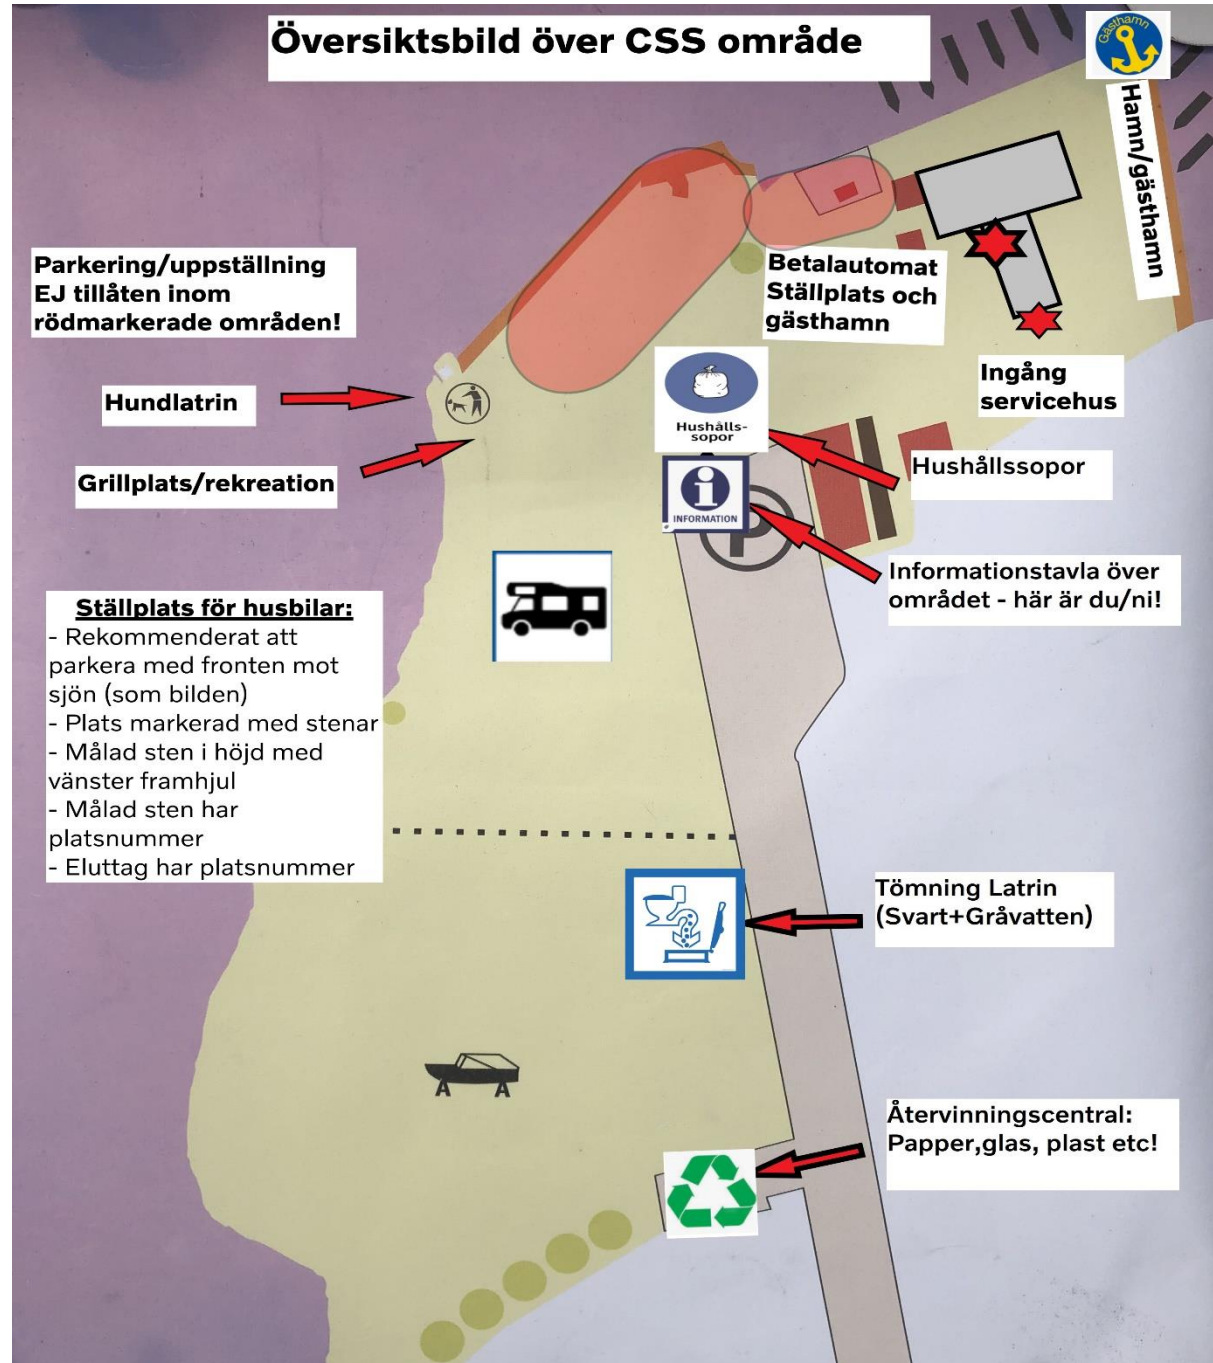 Översiktsbild över CSS område
Gästhamn
Hamn/gästhamn
Parkering/uppställning
EJ tillåten inom
rödmarkerade områden!
Betalautomat
Ställplats och
gästhamn
Ingång
servicehus
Hundlatrin
Hushålls-
sopor
Grillplats/rekreation
Hushållssopor
INFORMATION
P
Informationstavla över
området - här är du/ni!
Ställplats för husbilar:
- Rekommenderat att
parkera med fronten mot
sjön (som bilden)
- Plats markerad med stenar
- Målad sten i höjd med
vänster framhjul
- Målad sten har
platsnummer
- Eluttag har platsnummer
Tömning Latrin
(Svart+Gråvatten)
Återvinningscentral:
Papper,glas, plast etc!